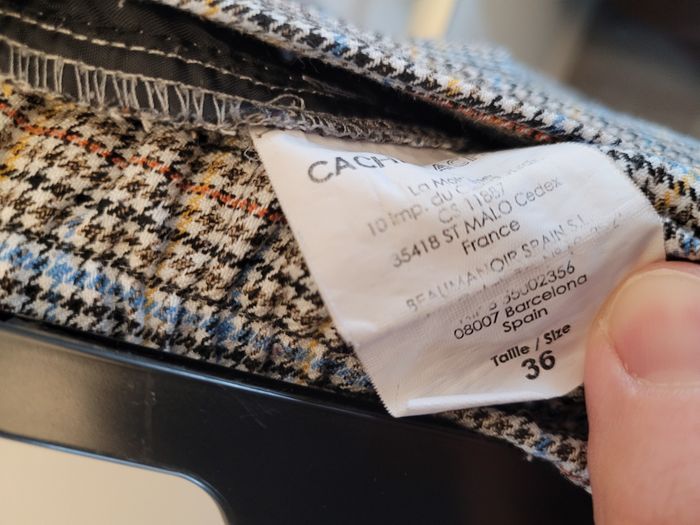 CACH
La
10 Imp. du
CS 11887
35418 ST MALO Cedex
France
BEAUMANOIR SPAIN S.L.
08007 Barcelona
Spain
Taille / Size
36